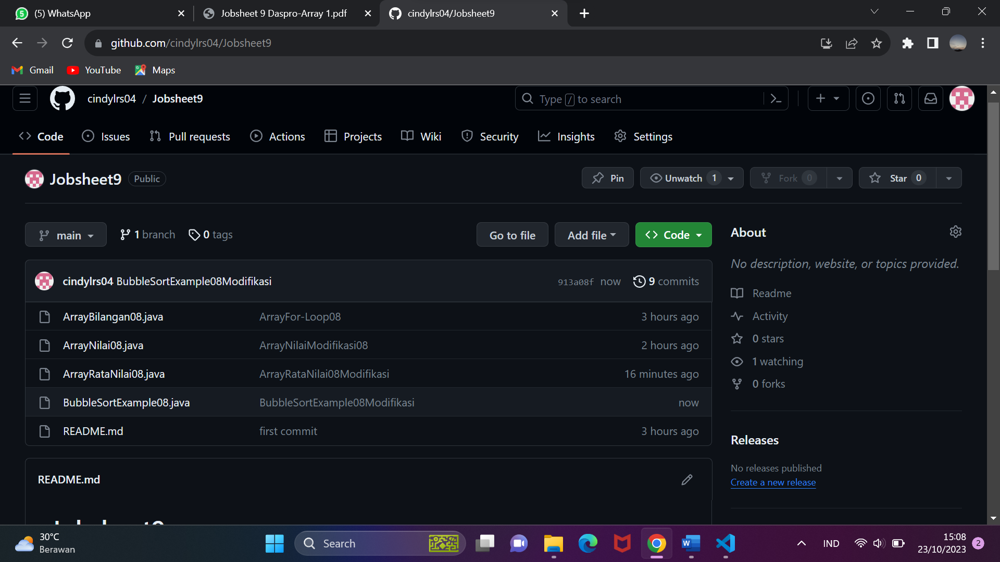 (5) WhatsApp
Jobsheet 9 Daspro-Array 1.pdf
cindylrs04/Jobsheet9
github.com/cindylrs04/Jobsheet9
Gmail
YouTube
Maps
cindylrs04 / Jobsheet9
Type / to search
Code
Issues
Pull requests
Actions
Projects
Wiki
Security
Insights
Settings
Jobsheet9 Public
Pin
Unwatch 1
Fork 0
Star 0
main
1 branch
0 tags
Go to file
Add file
Code
cindylrs04 BubbleSortExample08Modifikasi 913a08f now 9 commits
ArrayBilangan08.java ArrayFor-Loop08 3 hours ago
ArrayNilai08.java ArrayNilaiModifikasi08 2 hours ago
ArrayRataNilai08.java ArrayRataNilai08Modifikasi 16 minutes ago
BubbleSortExample08.java BubbleSortExample08Modifikasi now
README.md first commit 3 hours ago
README.md
About
No description, website, or topics provided.
Readme
Activity
0 stars
1 watching
0 forks
Releases
No releases published
Create a new release
30°C
Berawan
Search
IND
15:08
23/10/2023
2